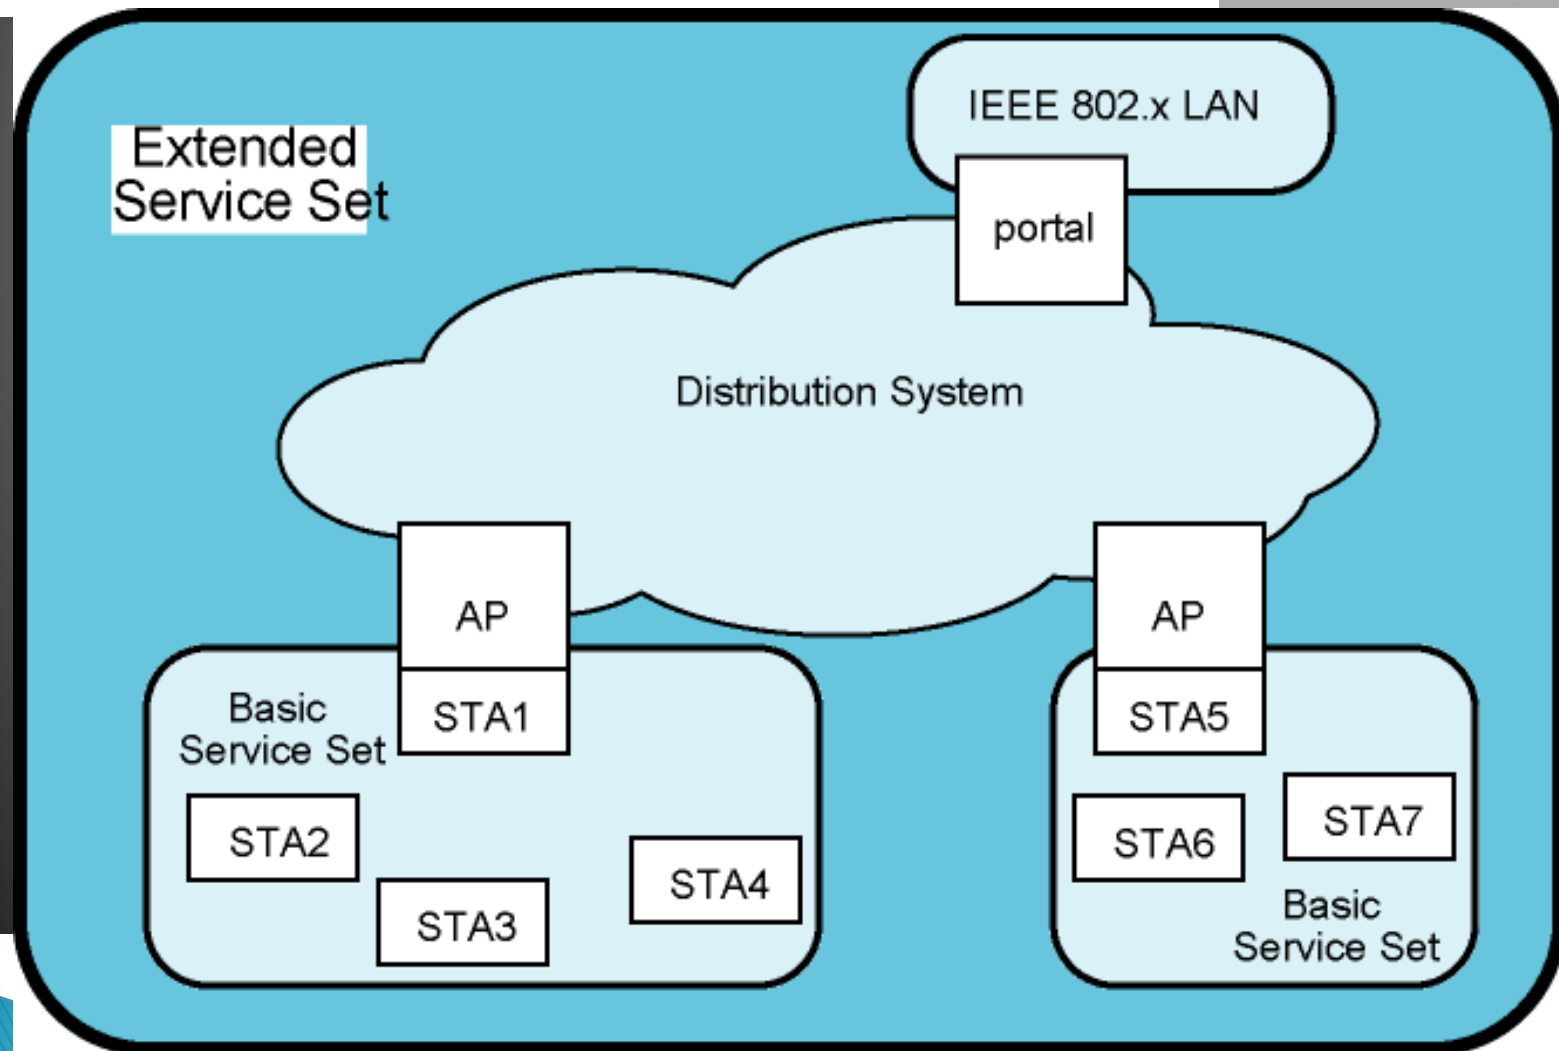 IEEE 802.x LAN
Extended
Service Set
portal
Distribution System
AP
AP
Basic
Service Set
STA1
STA5
STA2
STA3
STA4
STA6
STA7
Basic
Service Set